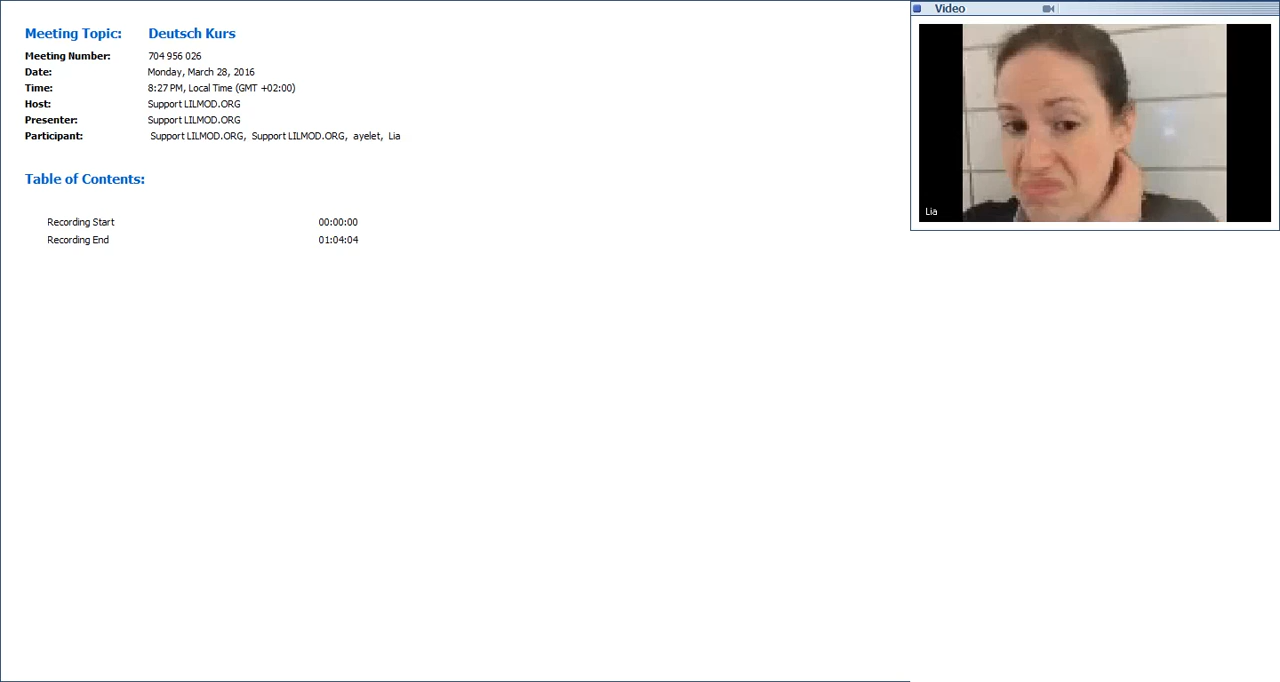 Meeting Topic: Deutsch Kurs
Meeting Number: 704 956 026
Date: Monday, March 28, 2016
Time: 8:27 PM, Local Time (GMT +02:00)
Host: Support LILMOD.ORG
Presenter: Support LILMOD.ORG
Participant: Support LILMOD.ORG, Support LILMOD.ORG, ayelet, Lia
Table of Contents:
Recording Start 00:00:00
Recording End 01:04:04
Video
Lia